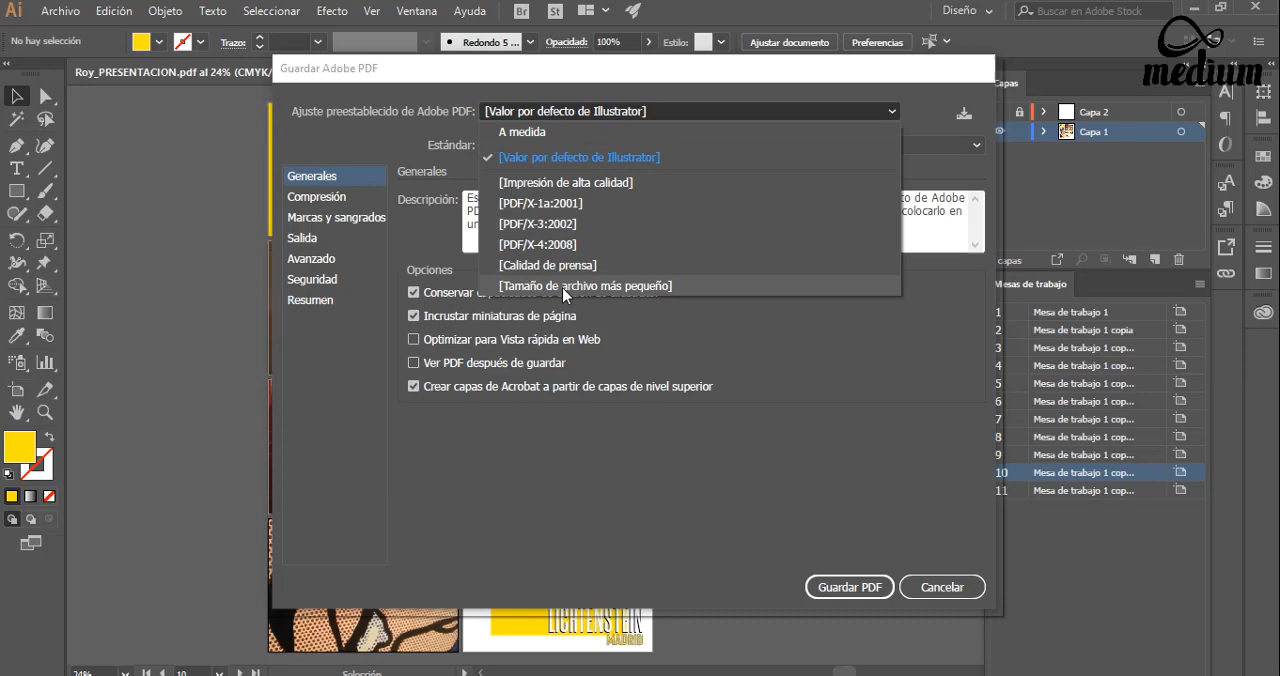 Ai Archivo Edición Objeto Texto Seleccionar Efecto Ver Ventana Ayuda Br St Diseño Buscar en Adobe Stock
No hay selección Trazo: Redondo 5 ... Opacidad: 100% Estilo: Ajustar documento Preferencias
medium
Roy_PRESENTACION.pdf al 24% (CMYK/
Guardar Adobe PDF
Capas
Ajuste preestablecido de Adobe PDF: [Valor por defecto de Illustrator]
Capa 2
A medida
Capa 1
Estándar:
[Valor por defecto de Illustrator]
Generales
Generales
[Impresión de alta calidad]
Compresión
Descripción:
[PDF/X-1a:2001]
Marcas y sangrados
[PDF/X-3:2002]
Salida
[PDF/X-4:2008]
Avanzado
[Calidad de prensa]
capas
Seguridad
Opciones
[Tamaño de archivo más pequeño]
Mesas de trabajo
Resumen
Incrustar miniaturas de página
Optimizar para Vista rápida en Web
Ver PDF después de guardar
Crear capas de Acrobat a partir de capas de nivel superior
1 Mesa de trabajo 1
2 Mesa de trabajo 1 copia
3 Mesa de trabajo 1 cop...
4 Mesa de trabajo 1 cop...
5 Mesa de trabajo 1 cop...
6 Mesa de trabajo 1 cop...
7 Mesa de trabajo 1 cop...
8 Mesa de trabajo 1 cop...
9 Mesa de trabajo 1 cop...
10 Mesa de trabajo 1 cop...
11 Mesa de trabajo 1 cop...
Guardar PDF Cancelar
LICHTENSTEIN
MADRID
24% 10 Selección